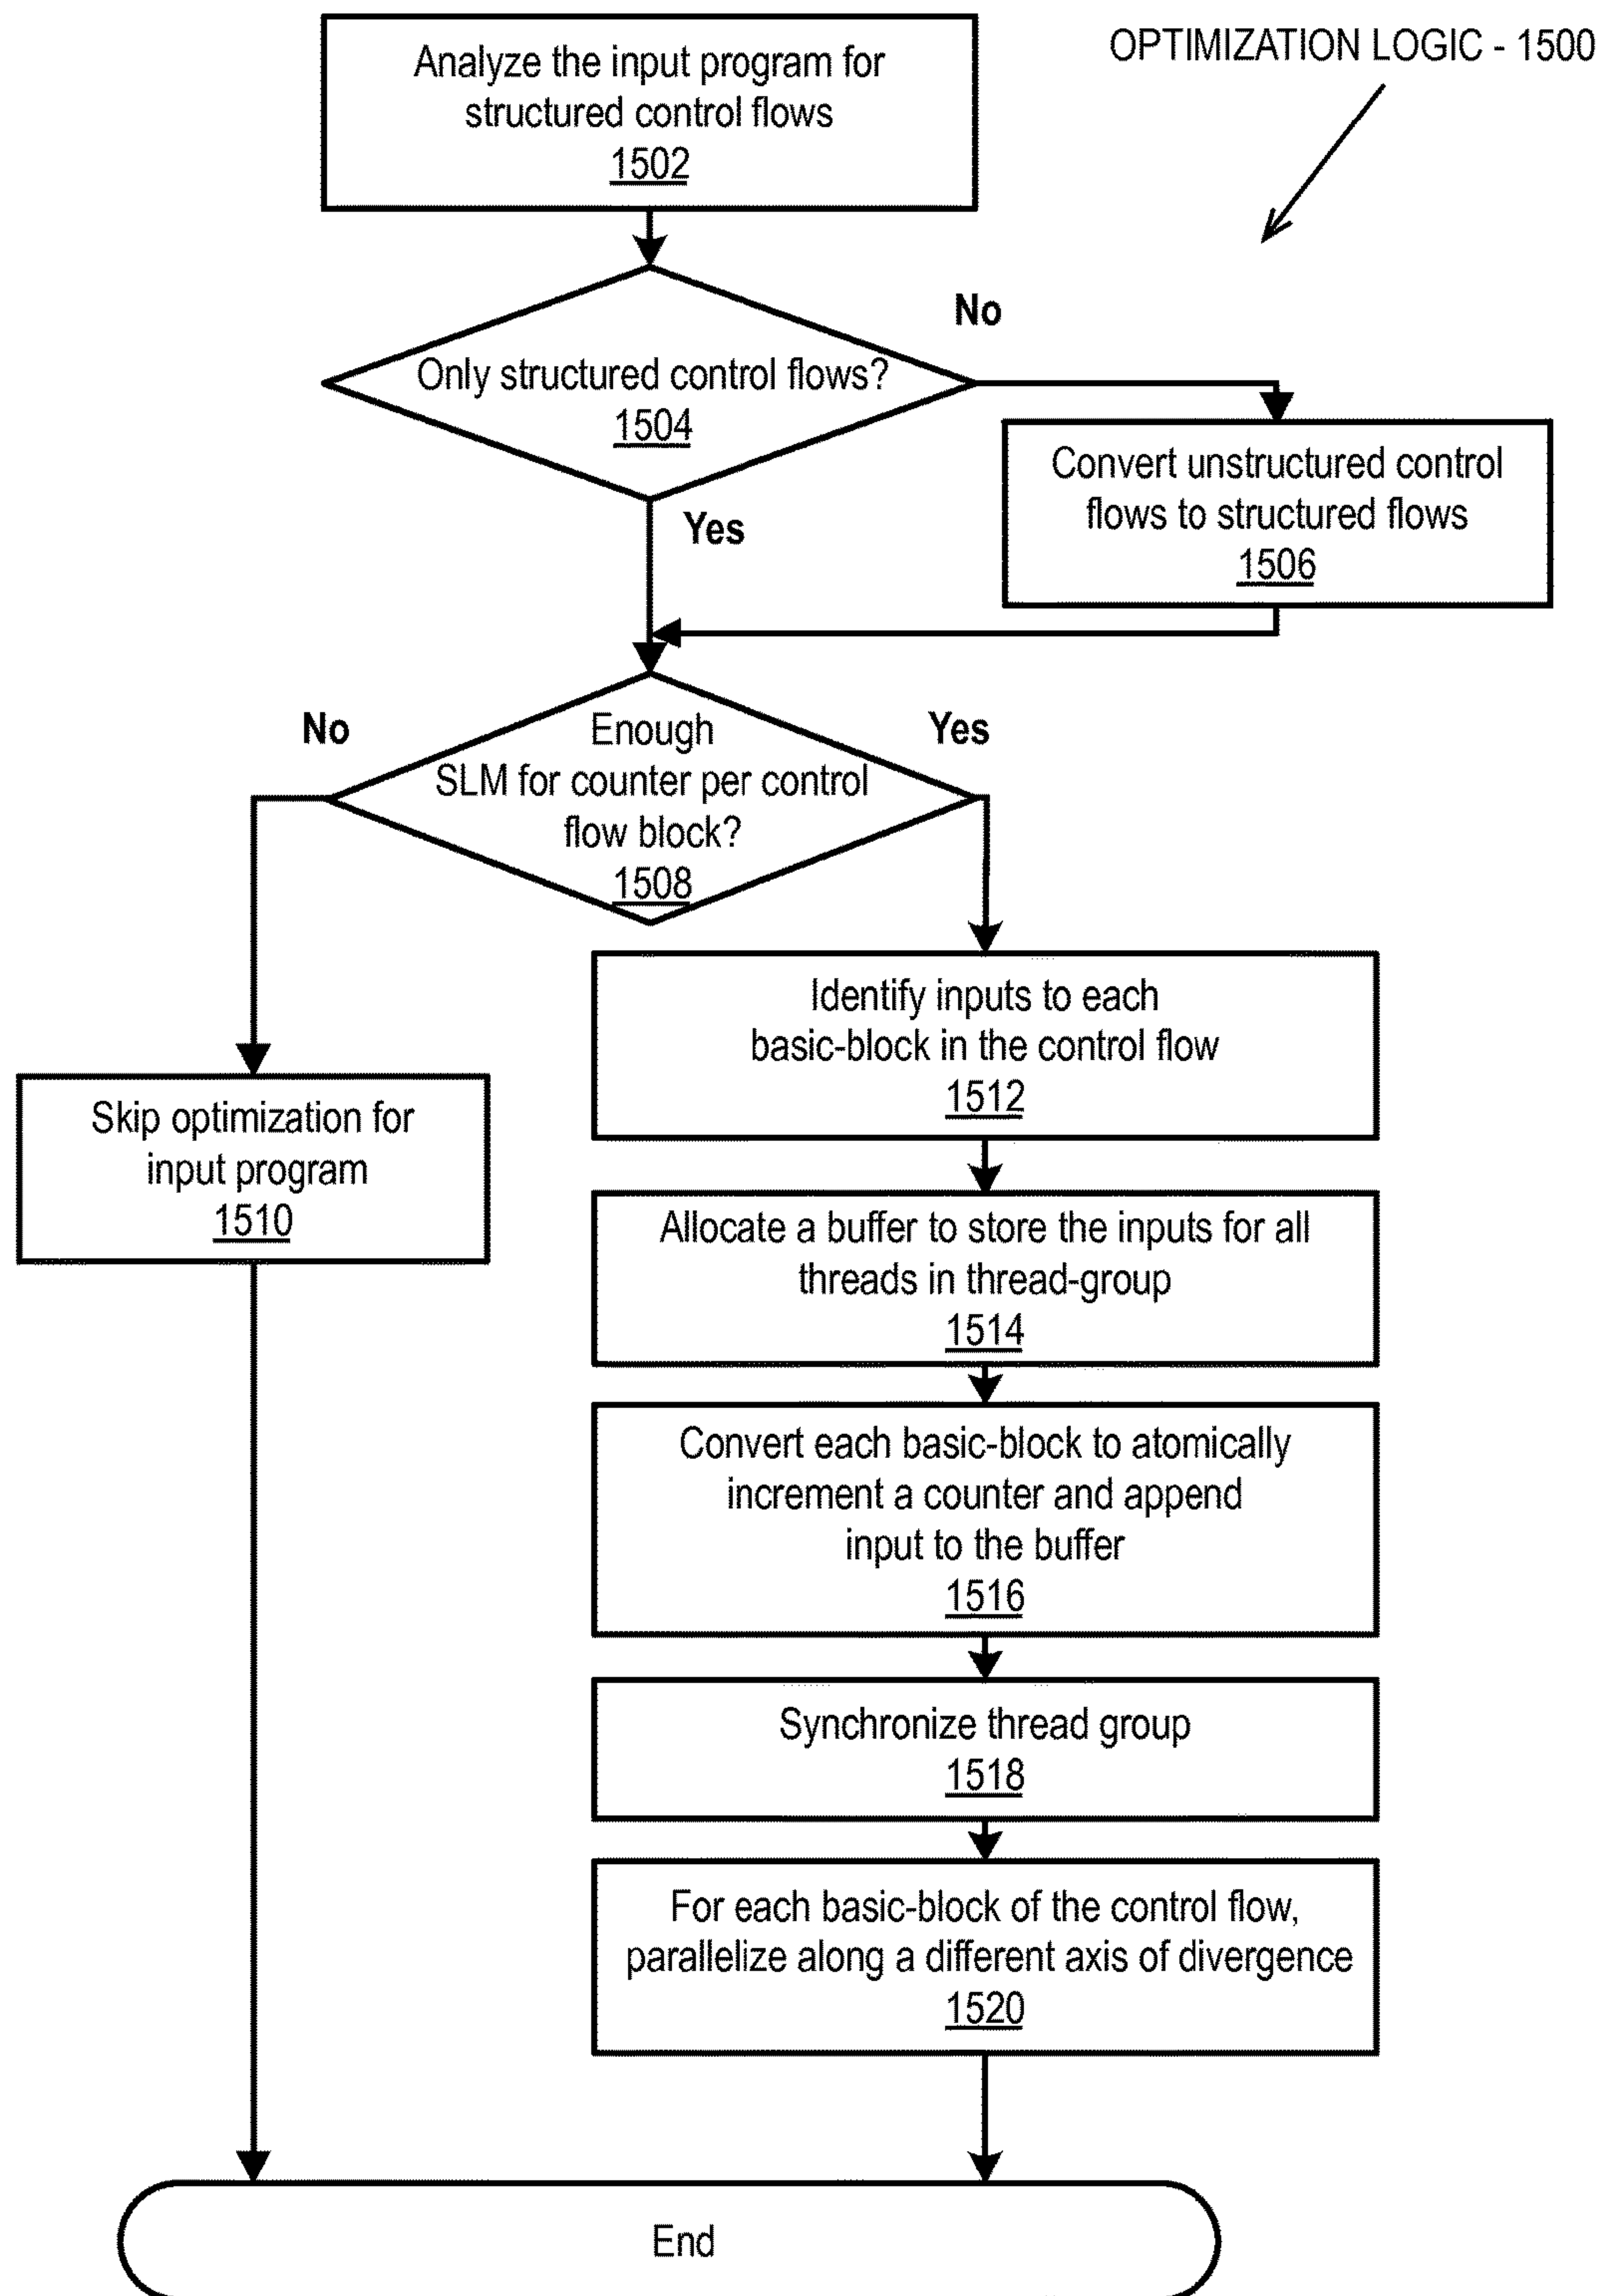 OPTIMIZATION LOGIC - 1500
Analyze the input program for
structured control flows
1502
No
Only structured control flows?
1504
Convert unstructured control
flows to structured flows
1506
Yes
No
Enough
SLM for counter per control
flow block?
1508
Yes
Identify inputs to each
basic-block in the control flow
1512
Skip optimization for
input program
1510
Allocate a buffer to store the inputs for all
threads in thread-group
1514
Convert each basic-block to atomically
increment a counter and append
input to the buffer
1516
Synchronize thread group
1518
For each basic-block of the control flow,
parallelize along a different axis of divergence
1520
End